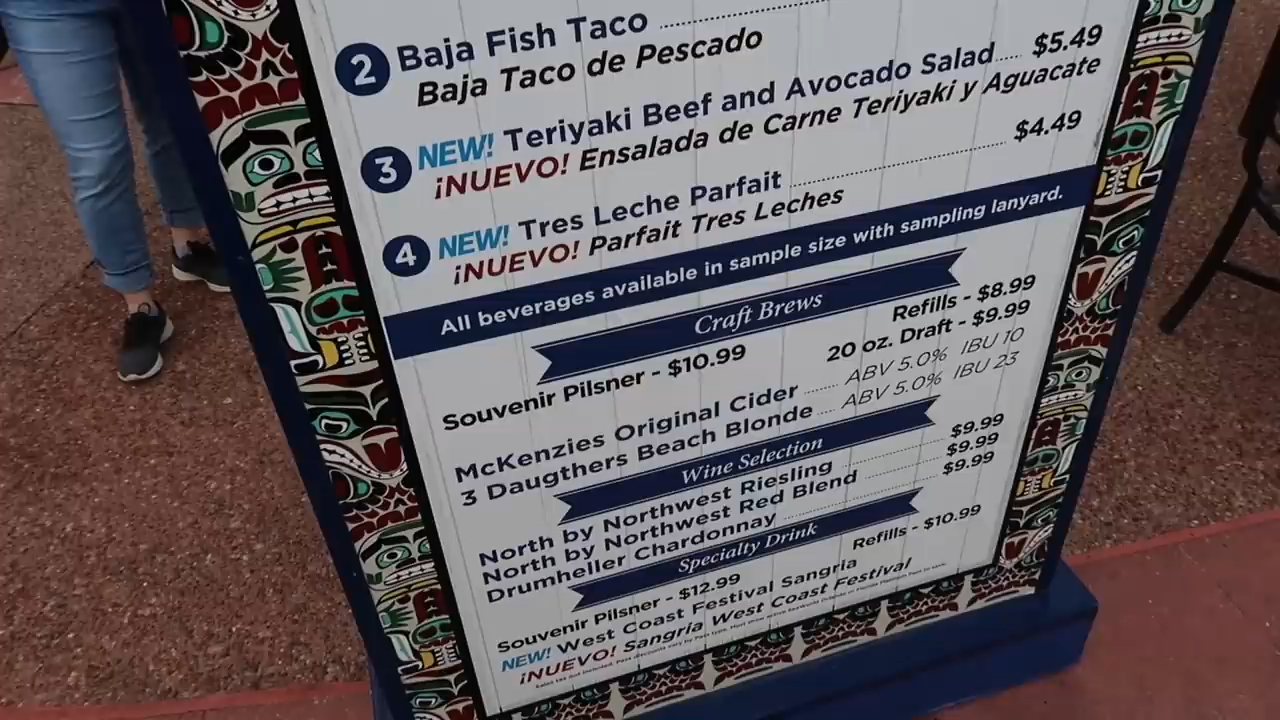 2 Baja Fish Taco
Baja Taco de Pescado
3 NEW! Teriyaki Beef and Avocado Salad $5.49
¡NUEVO! Ensalada de Carne Teriyaki y Aguacate
4 NEW! Tres Leche Parfait $4.49
¡NUEVO! Parfait Tres Leches
All beverages available in sample size with sampling lanyard.
Craft Brews
Souvenir Pilsner - $10.99 Refills - $8.99
20 oz. Draft - $9.99
McKenzies Original Cider ABV 5.0% IBU 10
3 Daugthers Beach Blonde ABV 5.0% IBU 23
Wine Selection
North by Northwest Riesling $9.99
North by Northwest Red Blend $9.99
Drumheller Chardonnay $9.99
Specialty Drink
Souvenir Pilsner - $12.99 Refills - $10.99
NEW! West Coast Festival Sangria
¡NUEVO! Sangria West Coast Festival